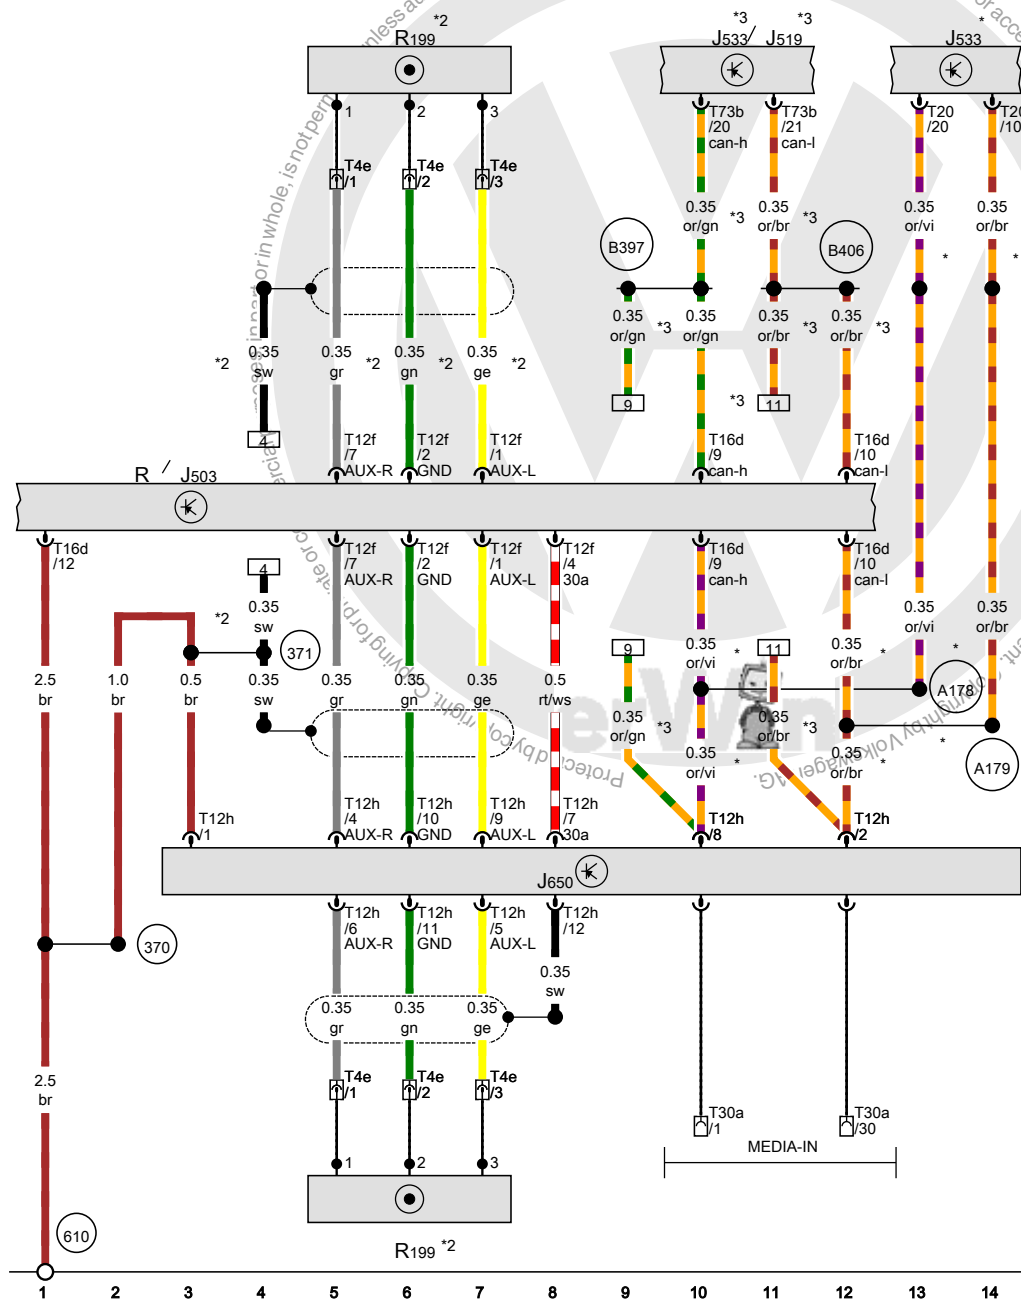 *2
R199
*3
*3
J533/ J519
*
J533
1
2
3
T73b
/20
can-h
T73b
/21
can-l
T20
/20
T20
/10
T4e
/1
T4e
/2
T4e
/3
0.35
or/gn
*3
0.35
or/br
*3
0.35
or/vi
0.35
or/br
B397
B406
*
*
0.35
or/gn
*3
0.35
or/gn
0.35
or/br
*3
0.35
or/br
*3
*2
0.35
sw
0.35
gr
*2
0.35
gn
*2
0.35
ge
*2
9
*3
11
4
T12f
/7
AUX-R
T12f
/2
GND
T12f
/1
AUX-L
T16d
/9
can-h
T16d
/10
can-l
R / J503
T16d
/12
T12f
/7
AUX-R
T12f
/2
GND
T12f
/1
AUX-L
T12f
/4
30a
T16d
/9
can-h
T16d
/10
can-l
4
*2
0.35
sw
371
0.35
or/vi
0.35
or/br
9
0.35
or/vi
*
11
0.35
or/br
*
2.5
br
1.0
br
0.5
br
0.35
sw
0.35
gr
0.35
gn
0.35
ge
0.5
rt/ws
A178
0.35
or/gn
*3
0.35
or/br
*3
*
0.35
or/vi
*
0.35
or/br
*
A179
T12h
/1
T12h
/4
AUX-R
T12h
/10
GND
T12h
/9
AUX-L
T12h
/7
30a
T12h
/8
T12h
/2
J650
T12h
/6
AUX-R
T12h
/11
GND
T12h
/5
AUX-L
T12h
/12
370
0.35
sw
0.35
gr
0.35
gn
0.35
ge
2.5
br
T4e
/1
T4e
/2
T4e
/3
T30a
/1
T30a
/30
MEDIA-IN
1
2
3
610
R199 *2
1 2 3 4 5 6 7 8 9 10 11 12 13 14